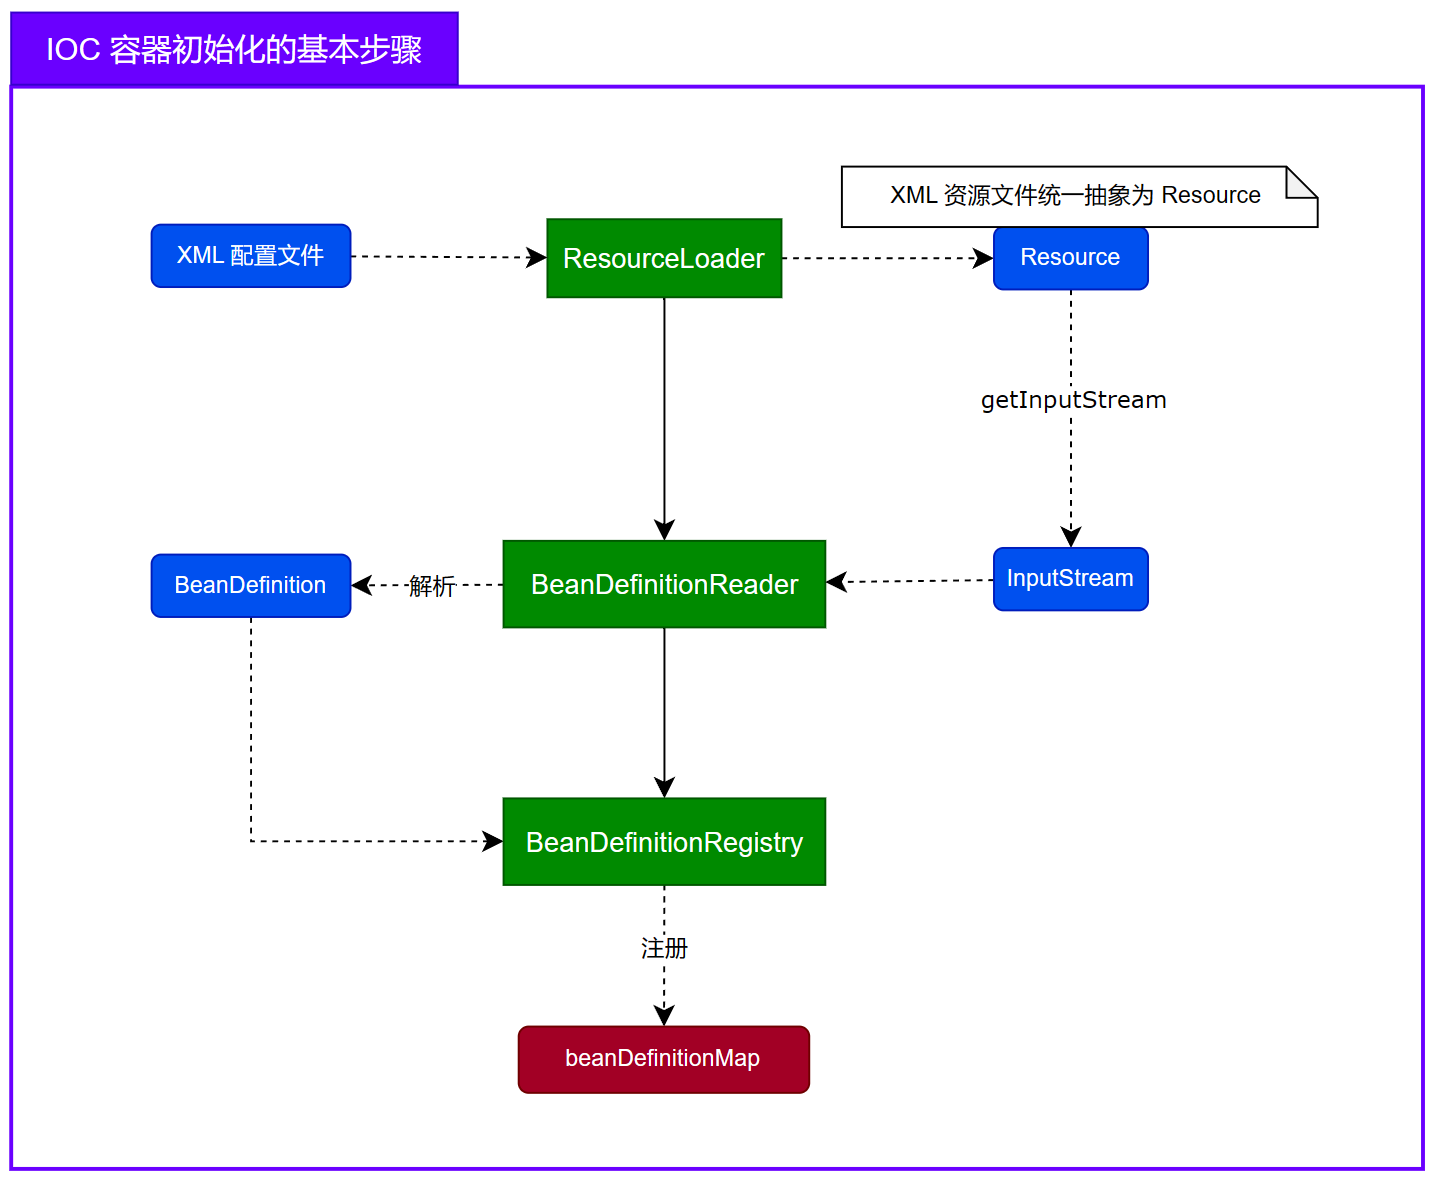 IOC 容器初始化的基本步骤
XML 资源文件统一抽象为 Resource
XML 配置文件
ResourceLoader
Resource
getInputStream
BeanDefinition
解析
BeanDefinitionReader
InputStream
BeanDefinitionRegistry
注册
beanDefinitionMap